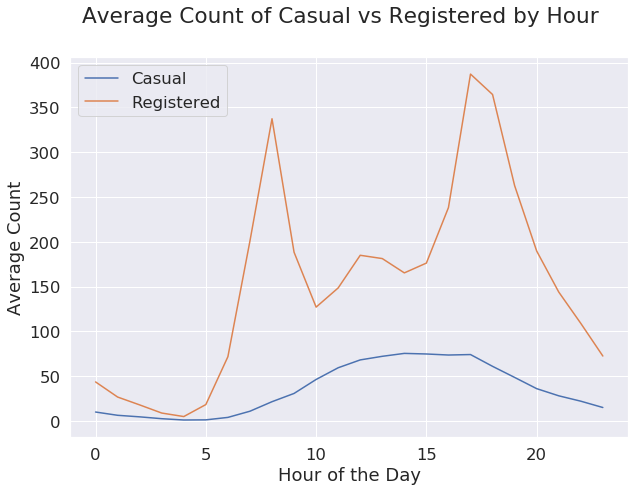 Average Count of Casual vs Registered by Hour
400
Casual
Registered
350
300
250
200
150
100
50
0
Average Count
0 5 10 15 20
Hour of the Day